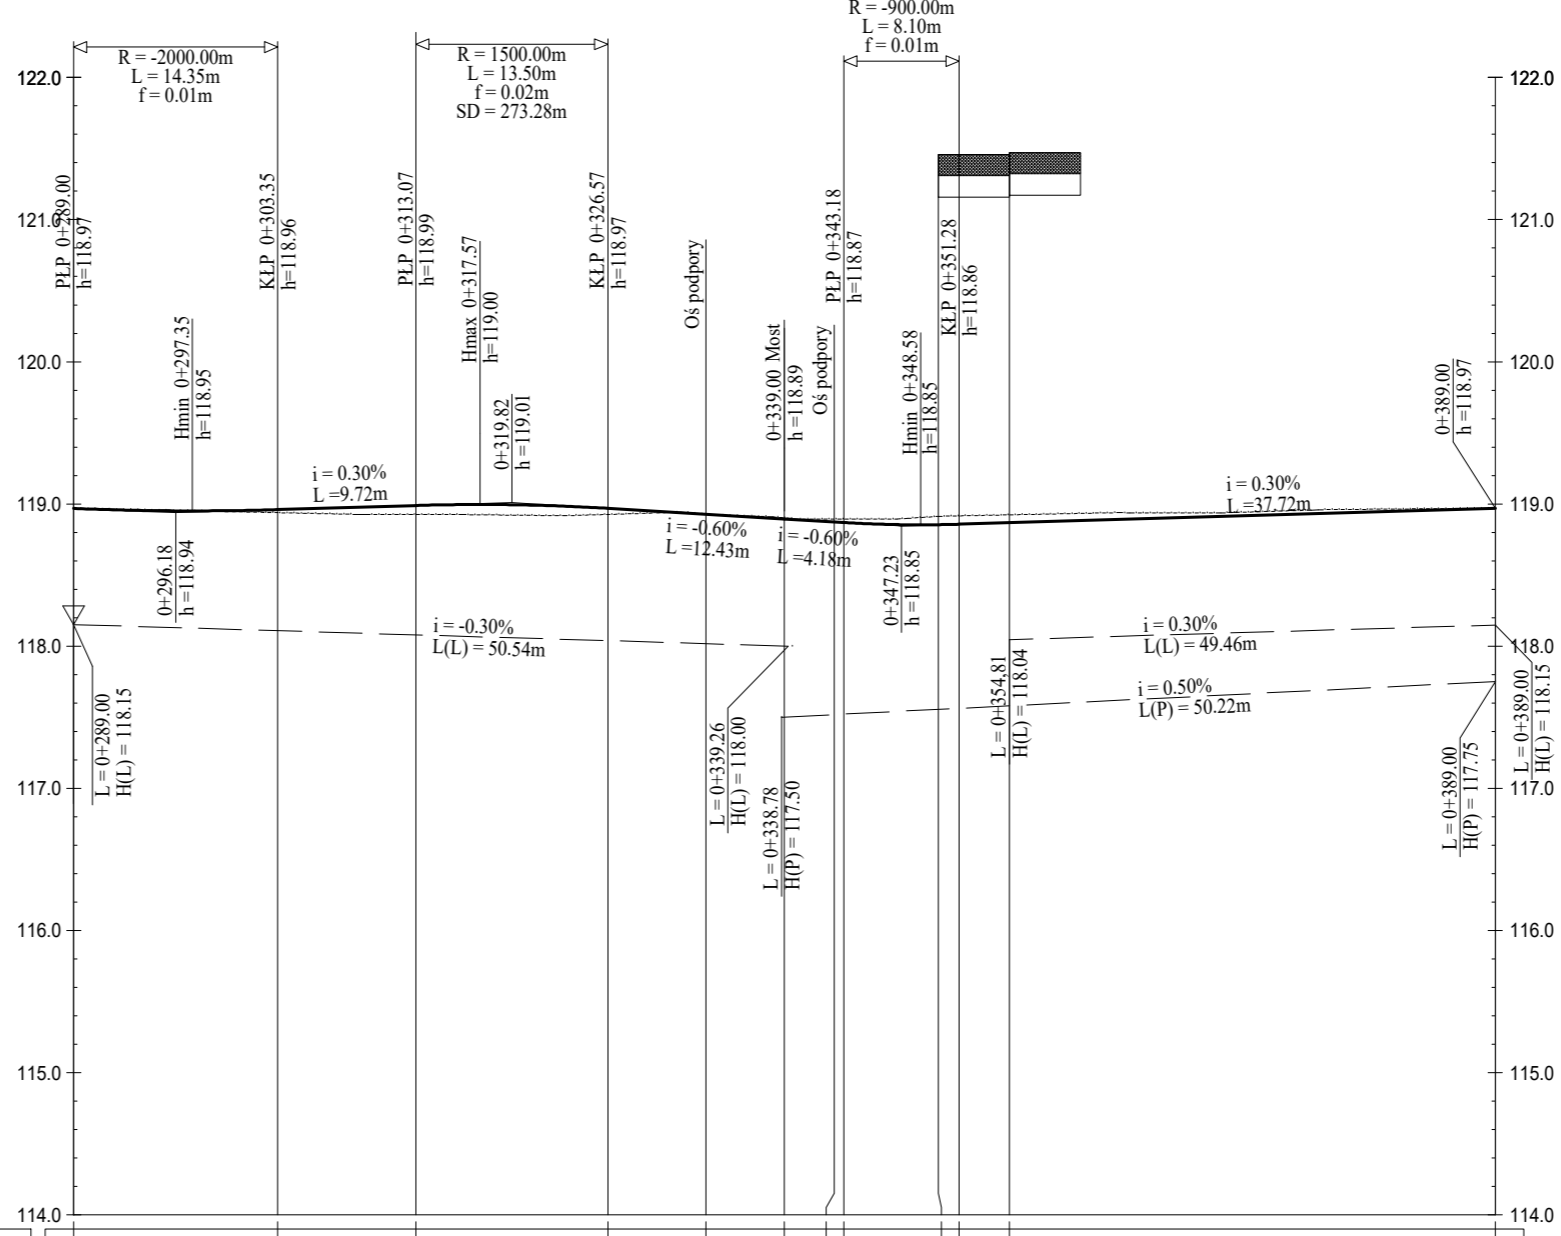 R = -2000.00m
L = 14.35m
f = 0.01m
R = 1500.00m
L = 13.50m
f = 0.02m
SD = 273.28m
R = -900.00m
L = 8.10m
f = 0.01m
122.0
121.0
120.0
119.0
118.0
117.0
116.0
115.0
114.0
122.0
121.0
120.0
119.0
118.0
117.0
116.0
115.0
114.0
PŁP 0+289.00
h=118.97
Hmin 0+297.35
h=118.95
KŁP 0+303.35
h=118.96
PŁP 0+313.07
h=118.99
Hmax 0+317.57
h=119.00
0+319.82
h =119.01
KŁP 0+326.57
h=118.97
Oś podpory
0+339.00 Most
h =118.89
Oś podpory
PŁP 0+343.18
h=118.87
Hmin 0+348.58
h=118.85
KŁP 0+351.28
h=118.86
0+389.00
h =118.97
i = 0.30%
L =9.72m
i = -0.60%
L =12.43m
i = -0.60%
L =4.18m
i = 0.30%
L =37.72m
0+296.18
h =118.94
0+347.23
h =118.85
i = -0.30%
L(L) = 50.54m
i = 0.30%
L(L) = 49.46m
i = 0.50%
L(P) = 50.22m
L = 0+289.00
H(L) = 118.15
L = 0+339.26
H(L) = 118.00
L = 0+338.78
H(P) = 117.50
L = 0+354.81
H(L) = 118.04
L = 0+389.00
H(P) = 117.75
L = 0+389.00
H(L) = 118.15